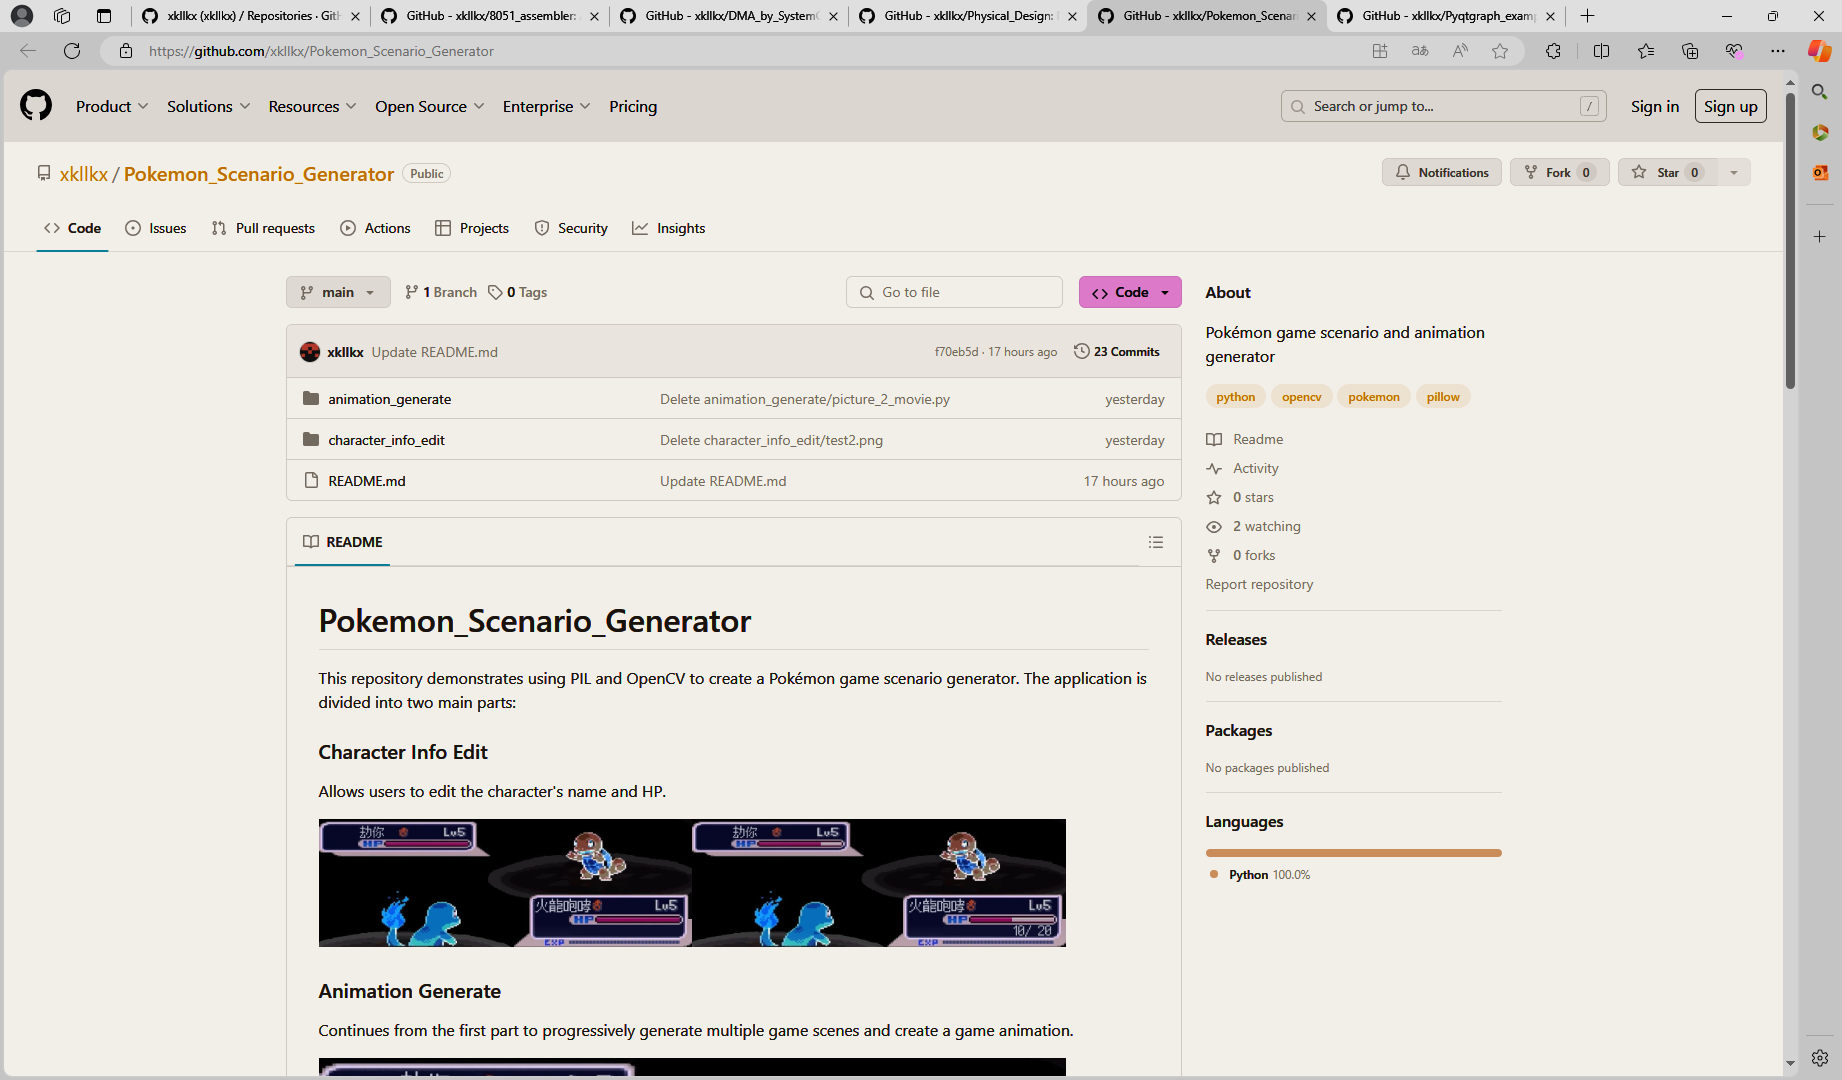 xkllkx (xkllkx) / Repositories · GitH
GitHub - xkllkx/8051_assembler:
GitHub - xkllkx/DMA_by_System
GitHub - xkllkx/Physical_Design:
GitHub - xkllkx/Pokemon_Scenari
GitHub - xkllkx/Pyqtgraph_exam
https://github.com/xkllkx/Pokemon_Scenario_Generator
Product
Solutions
Resources
Open Source
Enterprise
Pricing
Search or jump to...
/
Sign in
Sign up
xkllkx / Pokemon_Scenario_Generator
Public
Notifications
Fork 0
Star 0
Code
Issues
Pull requests
Actions
Projects
Security
Insights
main
1 Branch
0 Tags
Go to file
Code
xkllkx Update README.md
f70eb5d · 17 hours ago
23 Commits
animation_generate
Delete animation_generate/picture_2_movie.py
yesterday
character_info_edit
Delete character_info_edit/test2.png
yesterday
README.md
Update README.md
17 hours ago
README
Pokemon_Scenario_Generator
This repository demonstrates using PIL and OpenCV to create a Pokémon game scenario generator. The application is
divided into two main parts:
Character Info Edit
Allows users to edit the character's name and HP.
Lv5
HP
火龍咆哮
Lv5
HP
EXP
Lv5
HP
火龍咆哮
Lv5
HP
10/ 20
EXP
Animation Generate
Continues from the first part to progressively generate multiple game scenes and create a game animation.
About
Pokémon game scenario and animation
generator
python
opencv
pokemon
pillow
Readme
Activity
0 stars
2 watching
0 forks
Report repository
Releases
No releases published
Packages
No packages published
Languages
Python 100.0%